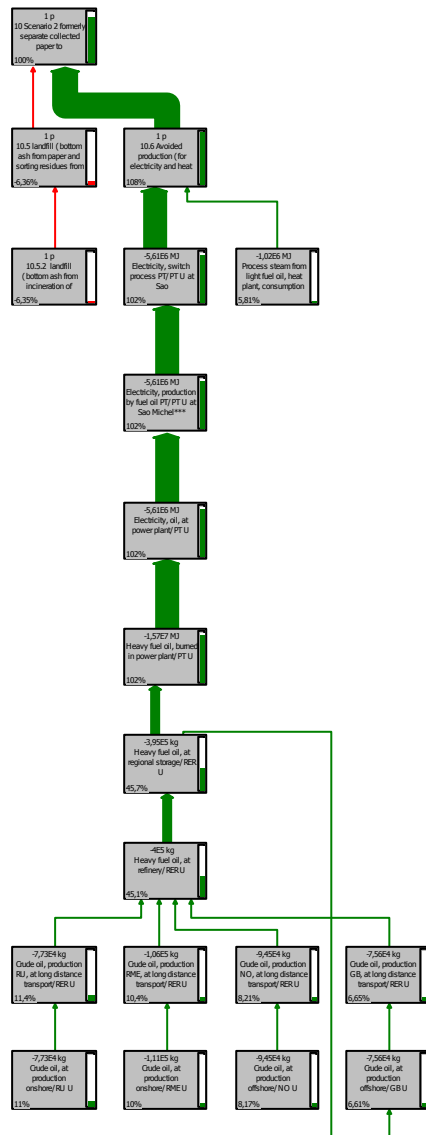 1 p
10 Scenario 2 formerly
separate collected
paper to
100%
1 p
10.5 landfill ( bottom
ash from paper and
sorting residues from
-6,36%
1 p
10.6 Avoided
production ( for
electricity and heat
108%
1 p
10.5.2 landfill
( bottom ash from
incineration of
-6,35%
-5,61E6 MJ
Electricity, switch
process PT/ PT U at
Sao
102%
-1,02E6 MJ
Process steam from
light fuel oil, heat
plant, consumption
5,81%
-5,61E6 MJ
Electricity, production
by fuel oil PT/ PT U at
Sao Michel***
102%
-5,61E6 MJ
Electricity, oil, at
power plant/ PT U
102%
-1,57E7 MJ
Heavy fuel oil, burned
in power plant/ PT U
102%
-3,95E5 kg
Heavy fuel oil, at
regional storage/ RER
U
45,7%
-4E5 kg
Heavy fuel oil, at
refinery/ RER U
45,1%
-7,73E4 kg
Crude oil, production
RU, at long distance
transport/ RER U
11,4%
-1,06E5 kg
Crude oil, production
RME, at long distance
transport/ RER U
10,4%
-9,45E4 kg
Crude oil, production
NO, at long distance
transport/ RER U
8,21%
-7,56E4 kg
Crude oil, production
GB, at long distance
transport/ RER U
6,65%
-7,73E4 kg
Crude oil, at
production
onshore/ RU U
11%
-1,11E5 kg
Crude oil, at
production
onshore/ RME U
10%
-9,45E4 kg
Crude oil, at
production
offshore/ NO U
8,17%
-7,56E4 kg
Crude oil, at
production
offshore/ GB U
6,61%